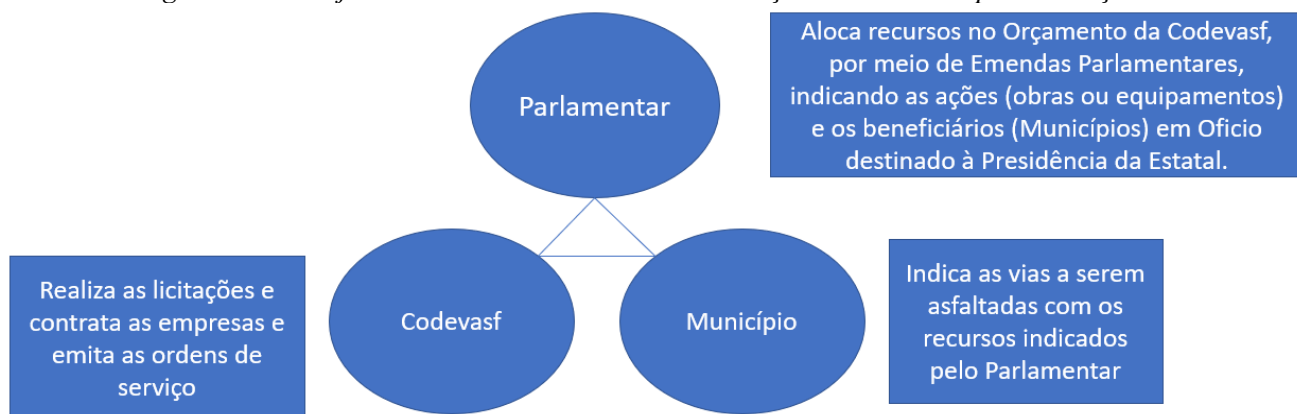 Parlamentar
Aloca recursos no Orçamento da Codevasf,
por meio de Emendas Parlamentares,
indicando as ações (obras ou equipamentos)
e os beneficiários (Municípios) em Oficio
destinado à Presidência da Estatal.
Realiza as licitações e
contrata as empresas e
emita as ordens de
serviço
Codevasf
Município
Indica as vias a serem
asfaltadas com os
recursos indicados
pelo Parlamentar